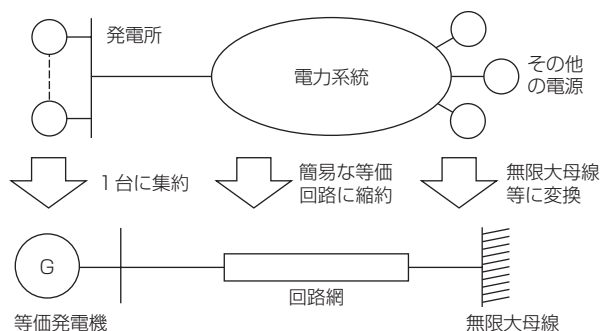 発電所
電力系統
その他
の電源
1台に集約
簡易な等価
回路に縮約
無限大母線
等に変換
G
等価発電機
回路網
無限大母線